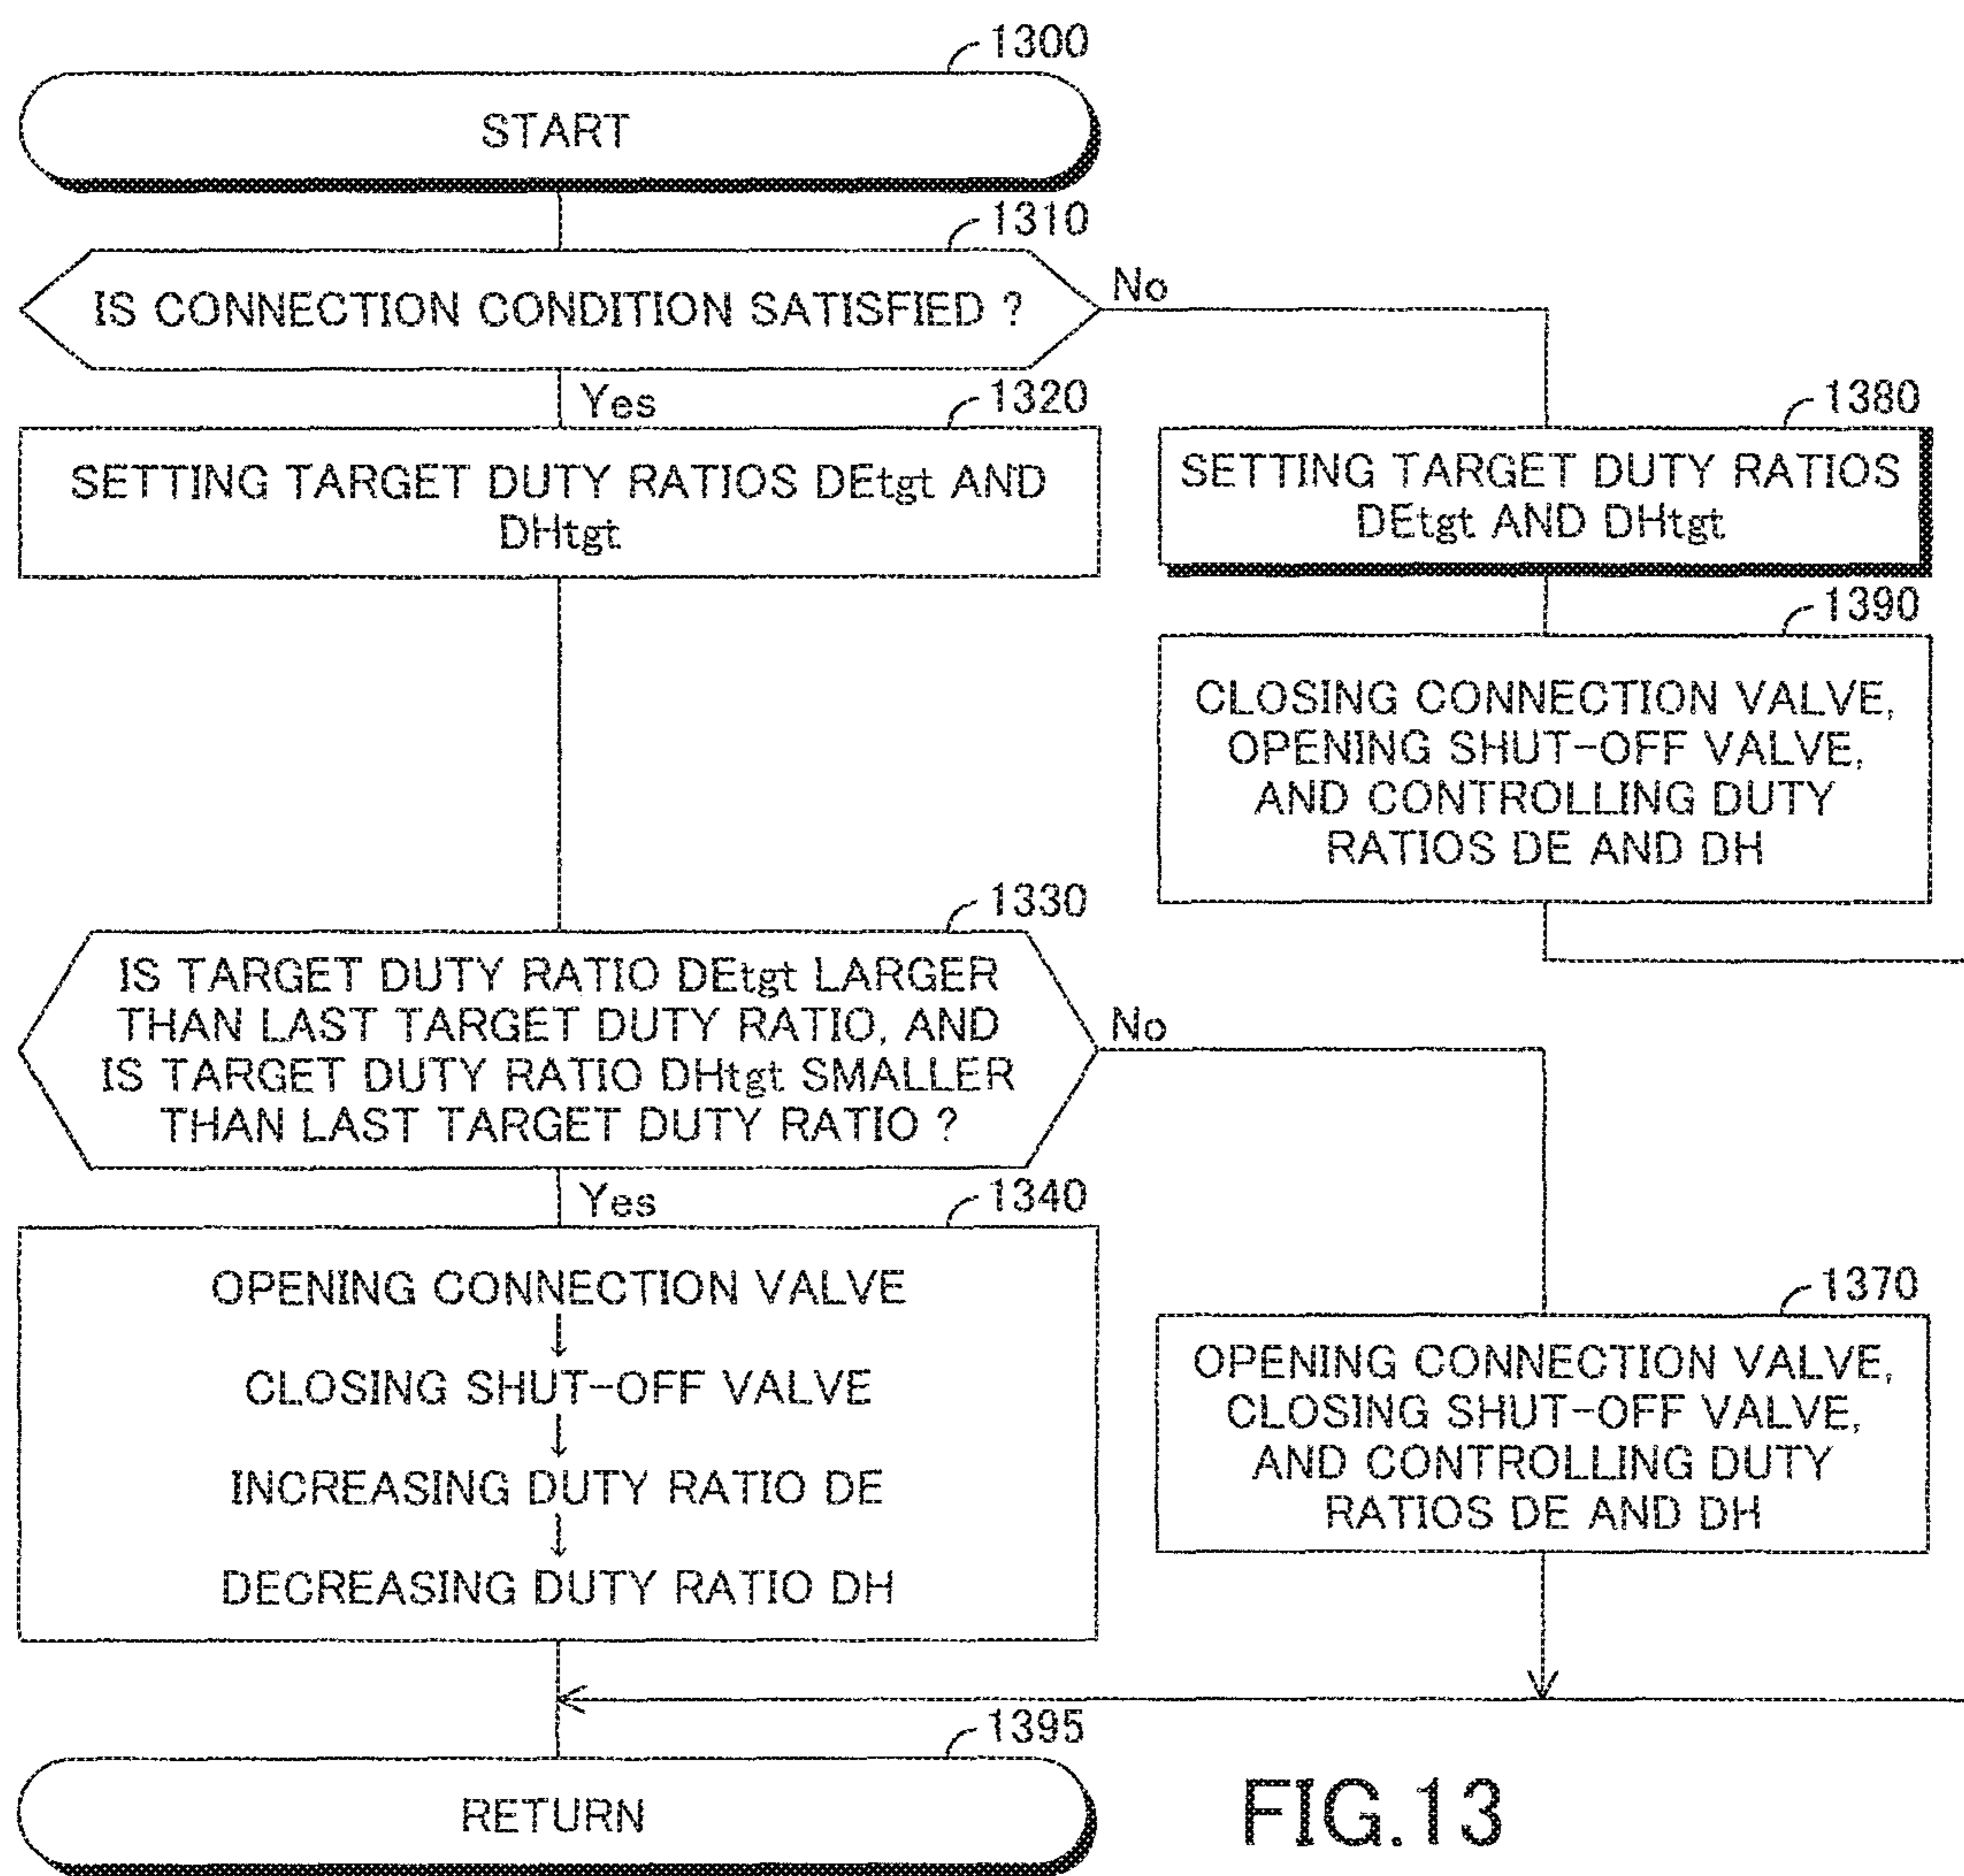 1300
START
1310
IS CONNECTION CONDITION SATISFIED ?
No
Yes
1320
SETTING TARGET DUTY RATIOS DEtgt AND
DHtgt
1380
SETTING TARGET DUTY RATIOS
DEtgt AND DHtgt
1390
CLOSING CONNECTION VALVE,
OPENING SHUT-OFF VALVE,
AND CONTROLLING DUTY
RATIOS DE AND DH
1330
IS TARGET DUTY RATIO DEtgt LARGER
THAN LAST TARGET DUTY RATIO, AND
IS TARGET DUTY RATIO DHtgt SMALLER
THAN LAST TARGET DUTY RATIO ?
No
Yes
1340
OPENING CONNECTION VALVE
↓
CLOSING SHUT-OFF VALVE
↓
INCREASING DUTY RATIO DE
↓
DECREASING DUTY RATIO DH
1370
OPENING CONNECTION VALVE,
CLOSING SHUT-OFF VALVE,
AND CONTROLLING DUTY
RATIOS DE AND DH
1395
RETURN
FIG.13